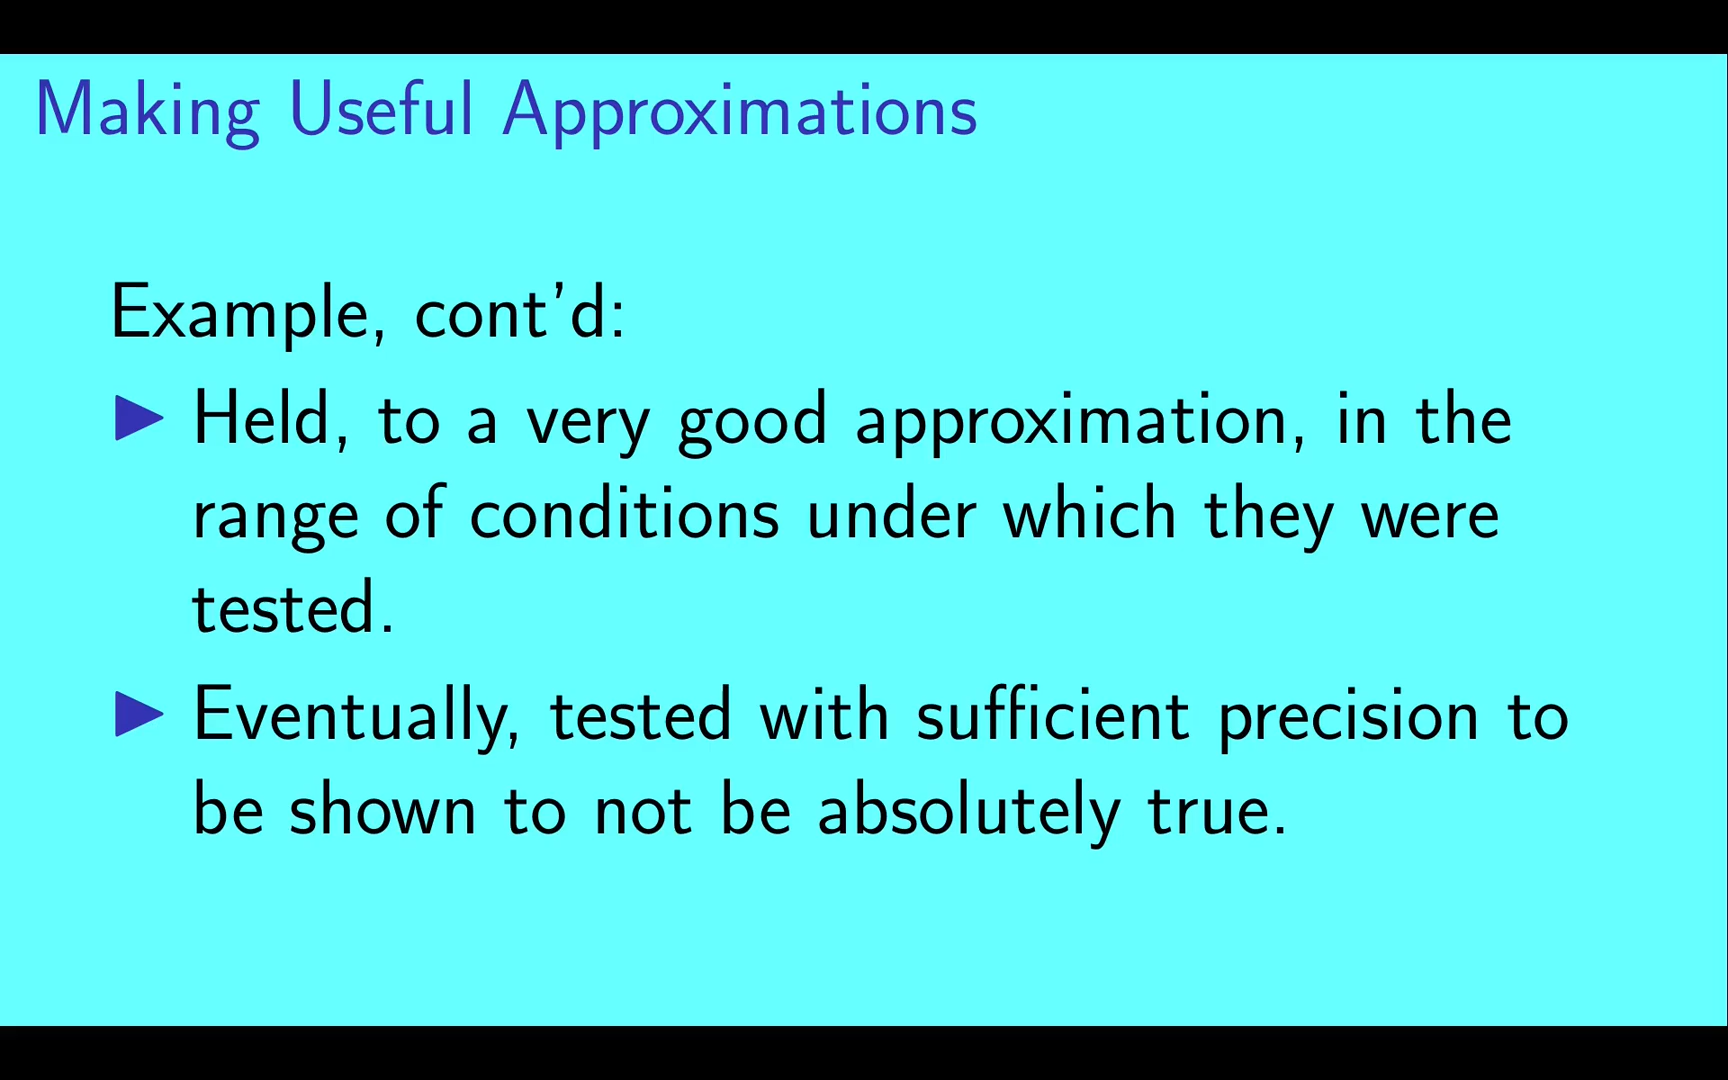 Making Useful Approximations
Example, cont'd:
Held, to a very good approximation, in the
range of conditions under which they were
tested.
Eventually, tested with sufficient precision to
be shown to not be absolutely true.